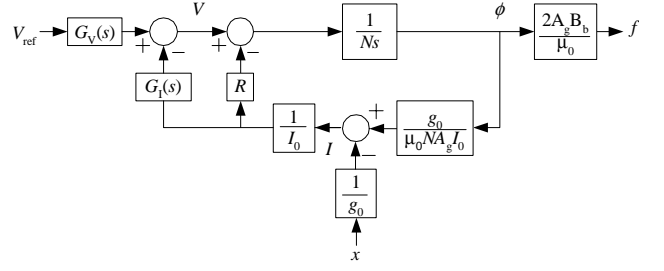 V
ϕ
V_ref
G_V(s)
+
−
+
−
1
Ns
2A_g B_b
μ_0
f
G_I(s)
R
1
I_0
I
+
−
g_0
μ_0 N A_g I_0
1
g_0
x